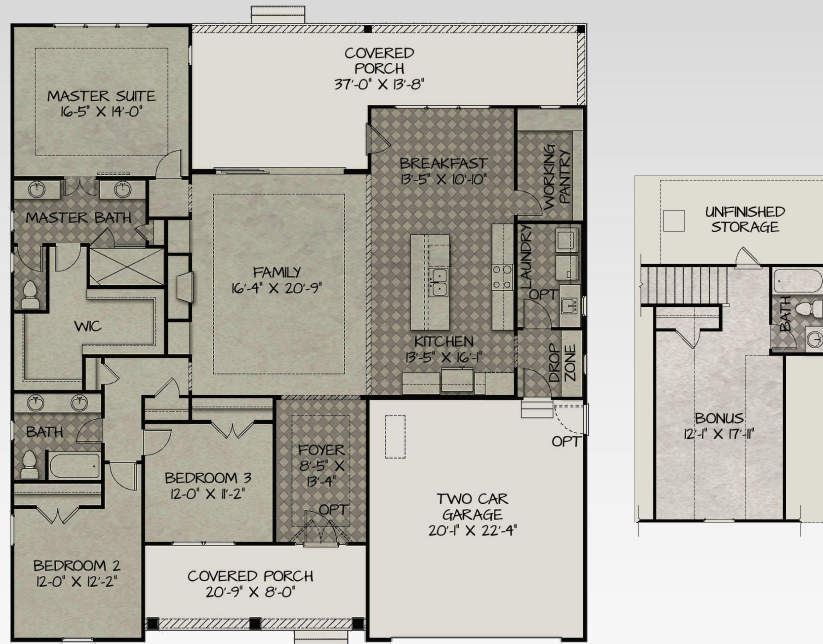 COVERED
PORCH
37'-0" X 13'-8"
MASTER SUITE
16'-5" X 14'-0"
BREAKFAST
13'-5" X 10'-10"
WORKING
PANTRY
MASTER BATH
FAMILY
16'-4" X 20'-9"
LAUNDRY
OPT
WIC
KITCHEN
13'-5" X 16'-1"
DROP
ZONE
OPT
BATH
BEDROOM 3
12'-0" X 11'-2"
FOYER
8'-5" X
13'-4"
OPT
TWO CAR
GARAGE
20'-1" X 22'-4"
BEDROOM 2
12'-0" X 12'-2"
COVERED PORCH
20'-9" X 8'-0"
UNFINISHED
STORAGE
BATH
BONUS
12'-1" X 17'-11"